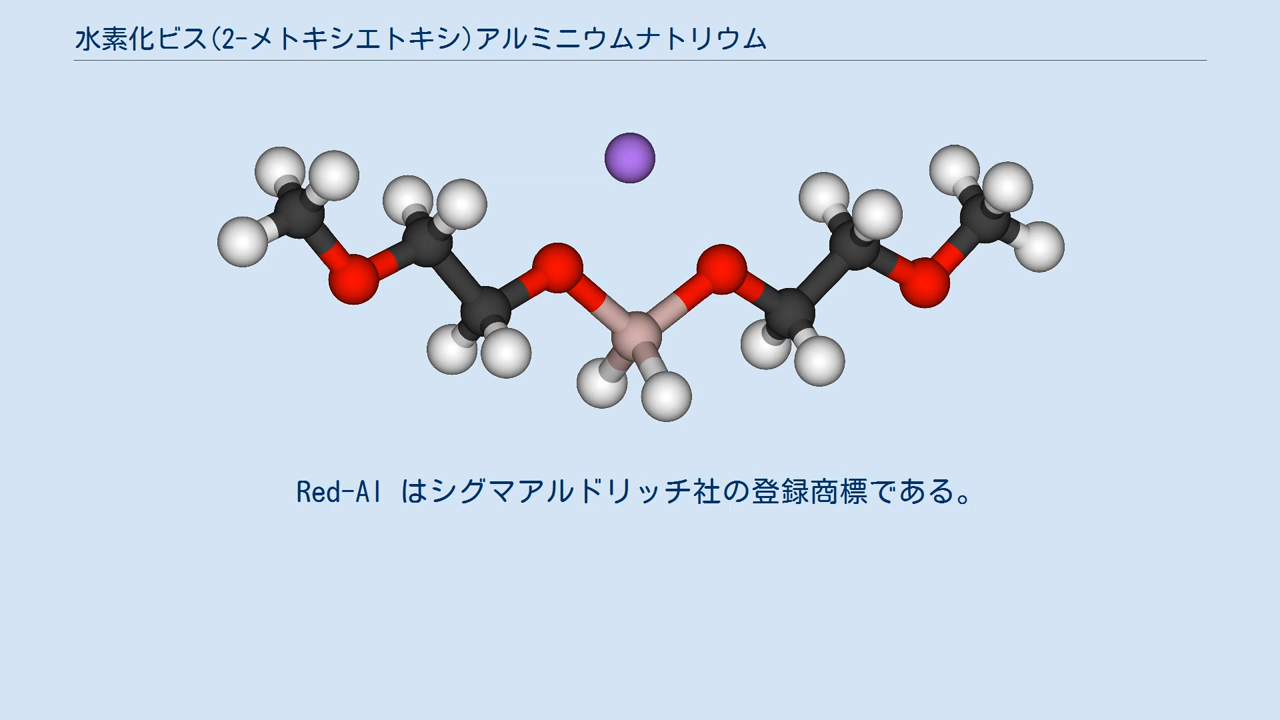 水素化ビス(2-メトキシエトキシ)アルミニウムナトリウム
Red-Al はシグマアルドリッチ社の登録商標である。